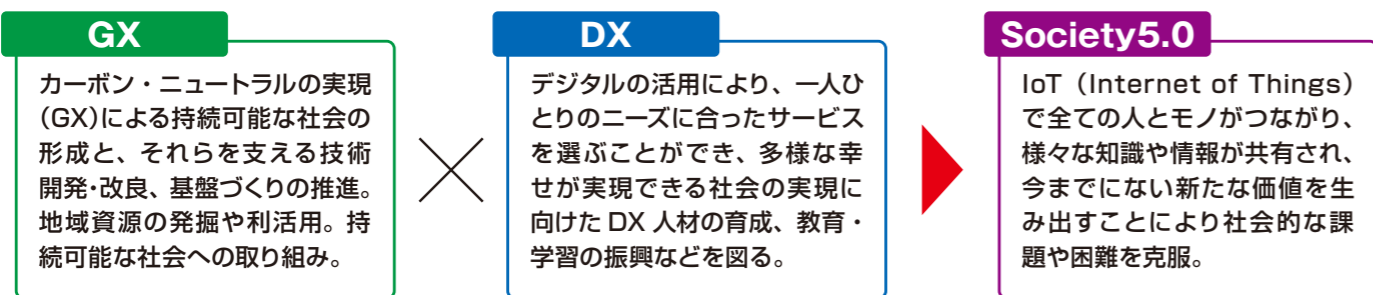 GX
カーボン・ニュートラルの実現
(GX)による持続可能な社会の
形成と、それらを支える技術
開発・改良、基盤づくりの推進。
地域資源の発掘や利活用。持
続可能な社会への取り組み。
DX
デジタルの活用により、一人ひ
とりのニーズに合ったサービス
を選ぶことができ、多様な幸
せが実現できる社会の実現に
向けた DX 人材の育成、教育・
学習の振興などを図る。
Society5.0
IoT(Internet of Things)
で全ての人とモノがつながり、
様々な知識や情報が共有され、
今までにない新たな価値を生
み出すことにより社会的な課
題や困難を克服。